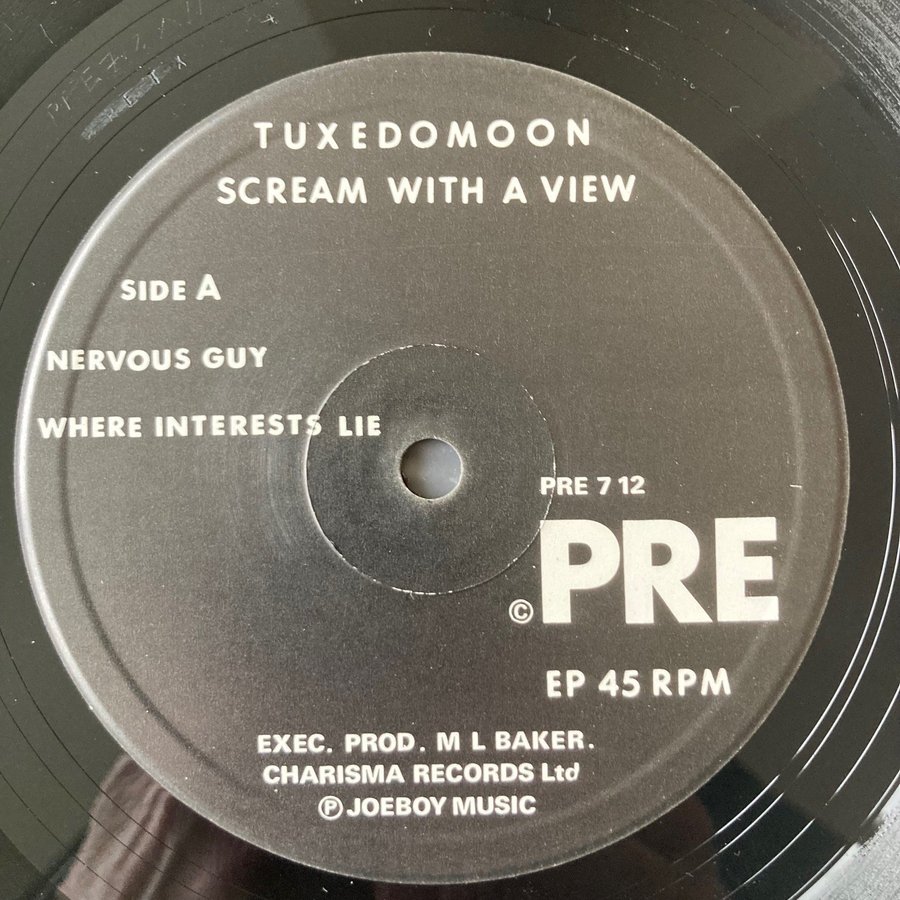 TUXEDOMOON
SCREAM WITH A VIEW
SIDE A
NERVOUS GUY
WHERE INTERESTS LIE
PRE 7 12
© PRE
EP 45 RPM
EXEC. PROD. M L BAKER.
CHARISMA RECORDS Ltd
℗ JOEBOY MUSIC